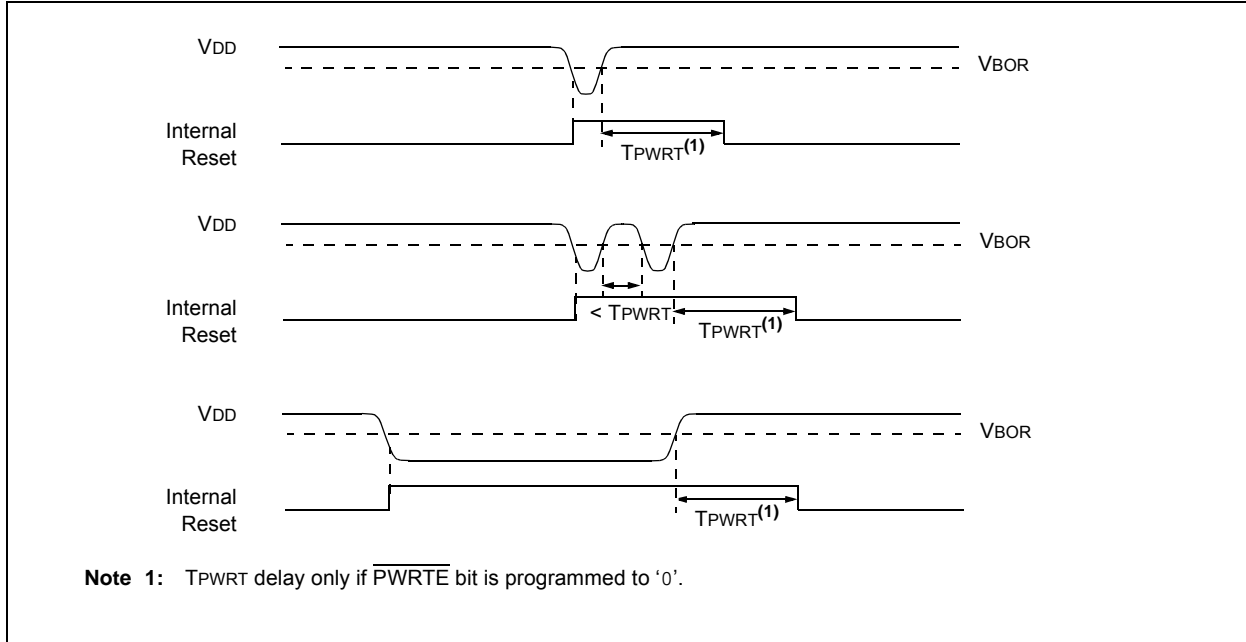 VDD
VBOR
Internal
Reset
TPWRT(1)
VDD
VBOR
Internal
Reset
< TPWRT
TPWRT(1)
VDD
VBOR
Internal
Reset
TPWRT(1)
Note 1: TPWRT delay only if PWRTE bit is programmed to ‘0’.